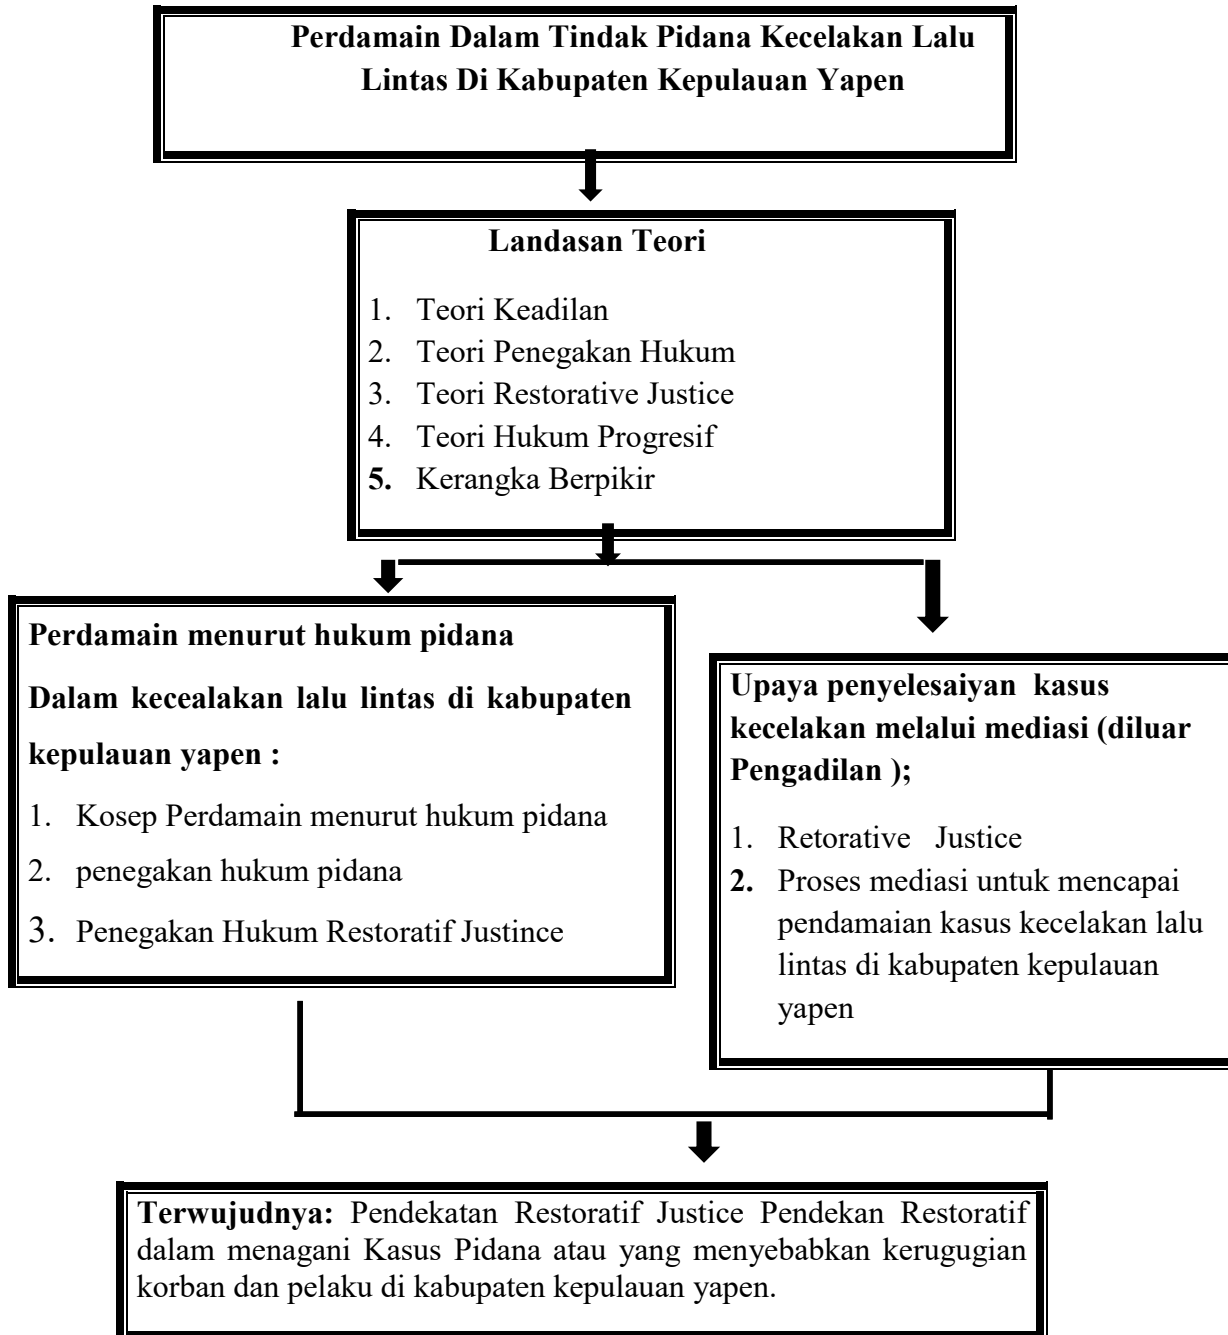 Perdamain Dalam Tindak Pidana Kecelakan Lalu
Lintas Di Kabupaten Kepulauan Yapen
Landasan Teori
1. Teori Keadilan
2. Teori Penegakan Hukum
3. Teori Restorative Justice
4. Teori Hukum Progresif
5. Kerangka Berpikir
Perdamain menurut hukum pidana
Dalam kecealakan lalu lintas di kabupaten
kepulauan yapen :
1. Kosep Perdamain menurut hukum pidana
2. penegakan hukum pidana
3. Penegakan Hukum Restoratif Justince
Upaya penyelesaiyan kasus
kecelakan melalui mediasi (diluar
Pengadilan );
1. Retorative Justice
2. Proses mediasi untuk mencapai
pendamaian kasus kecelakan lalu
lintas di kabupaten kepulauan
yapen
Terwujudnya: Pendekatan Restoratif Justice Pendekan Restoratif
dalam menagani Kasus Pidana atau yang menyebabkan kerugugian
korban dan pelaku di kabupaten kepulauan yapen.